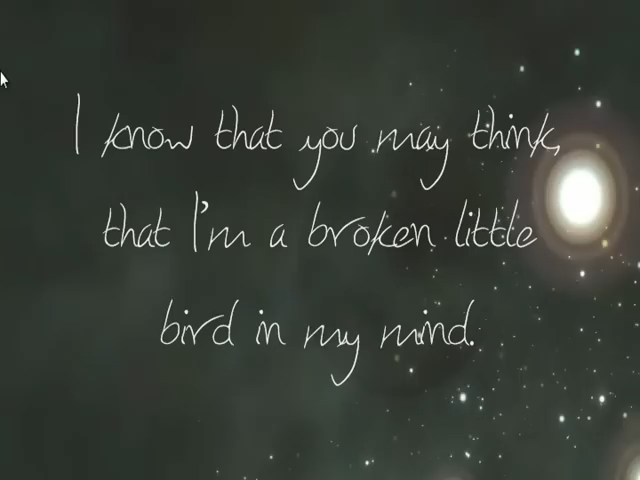 I know that you may think,
that I'm a broken little
bird in my mind.